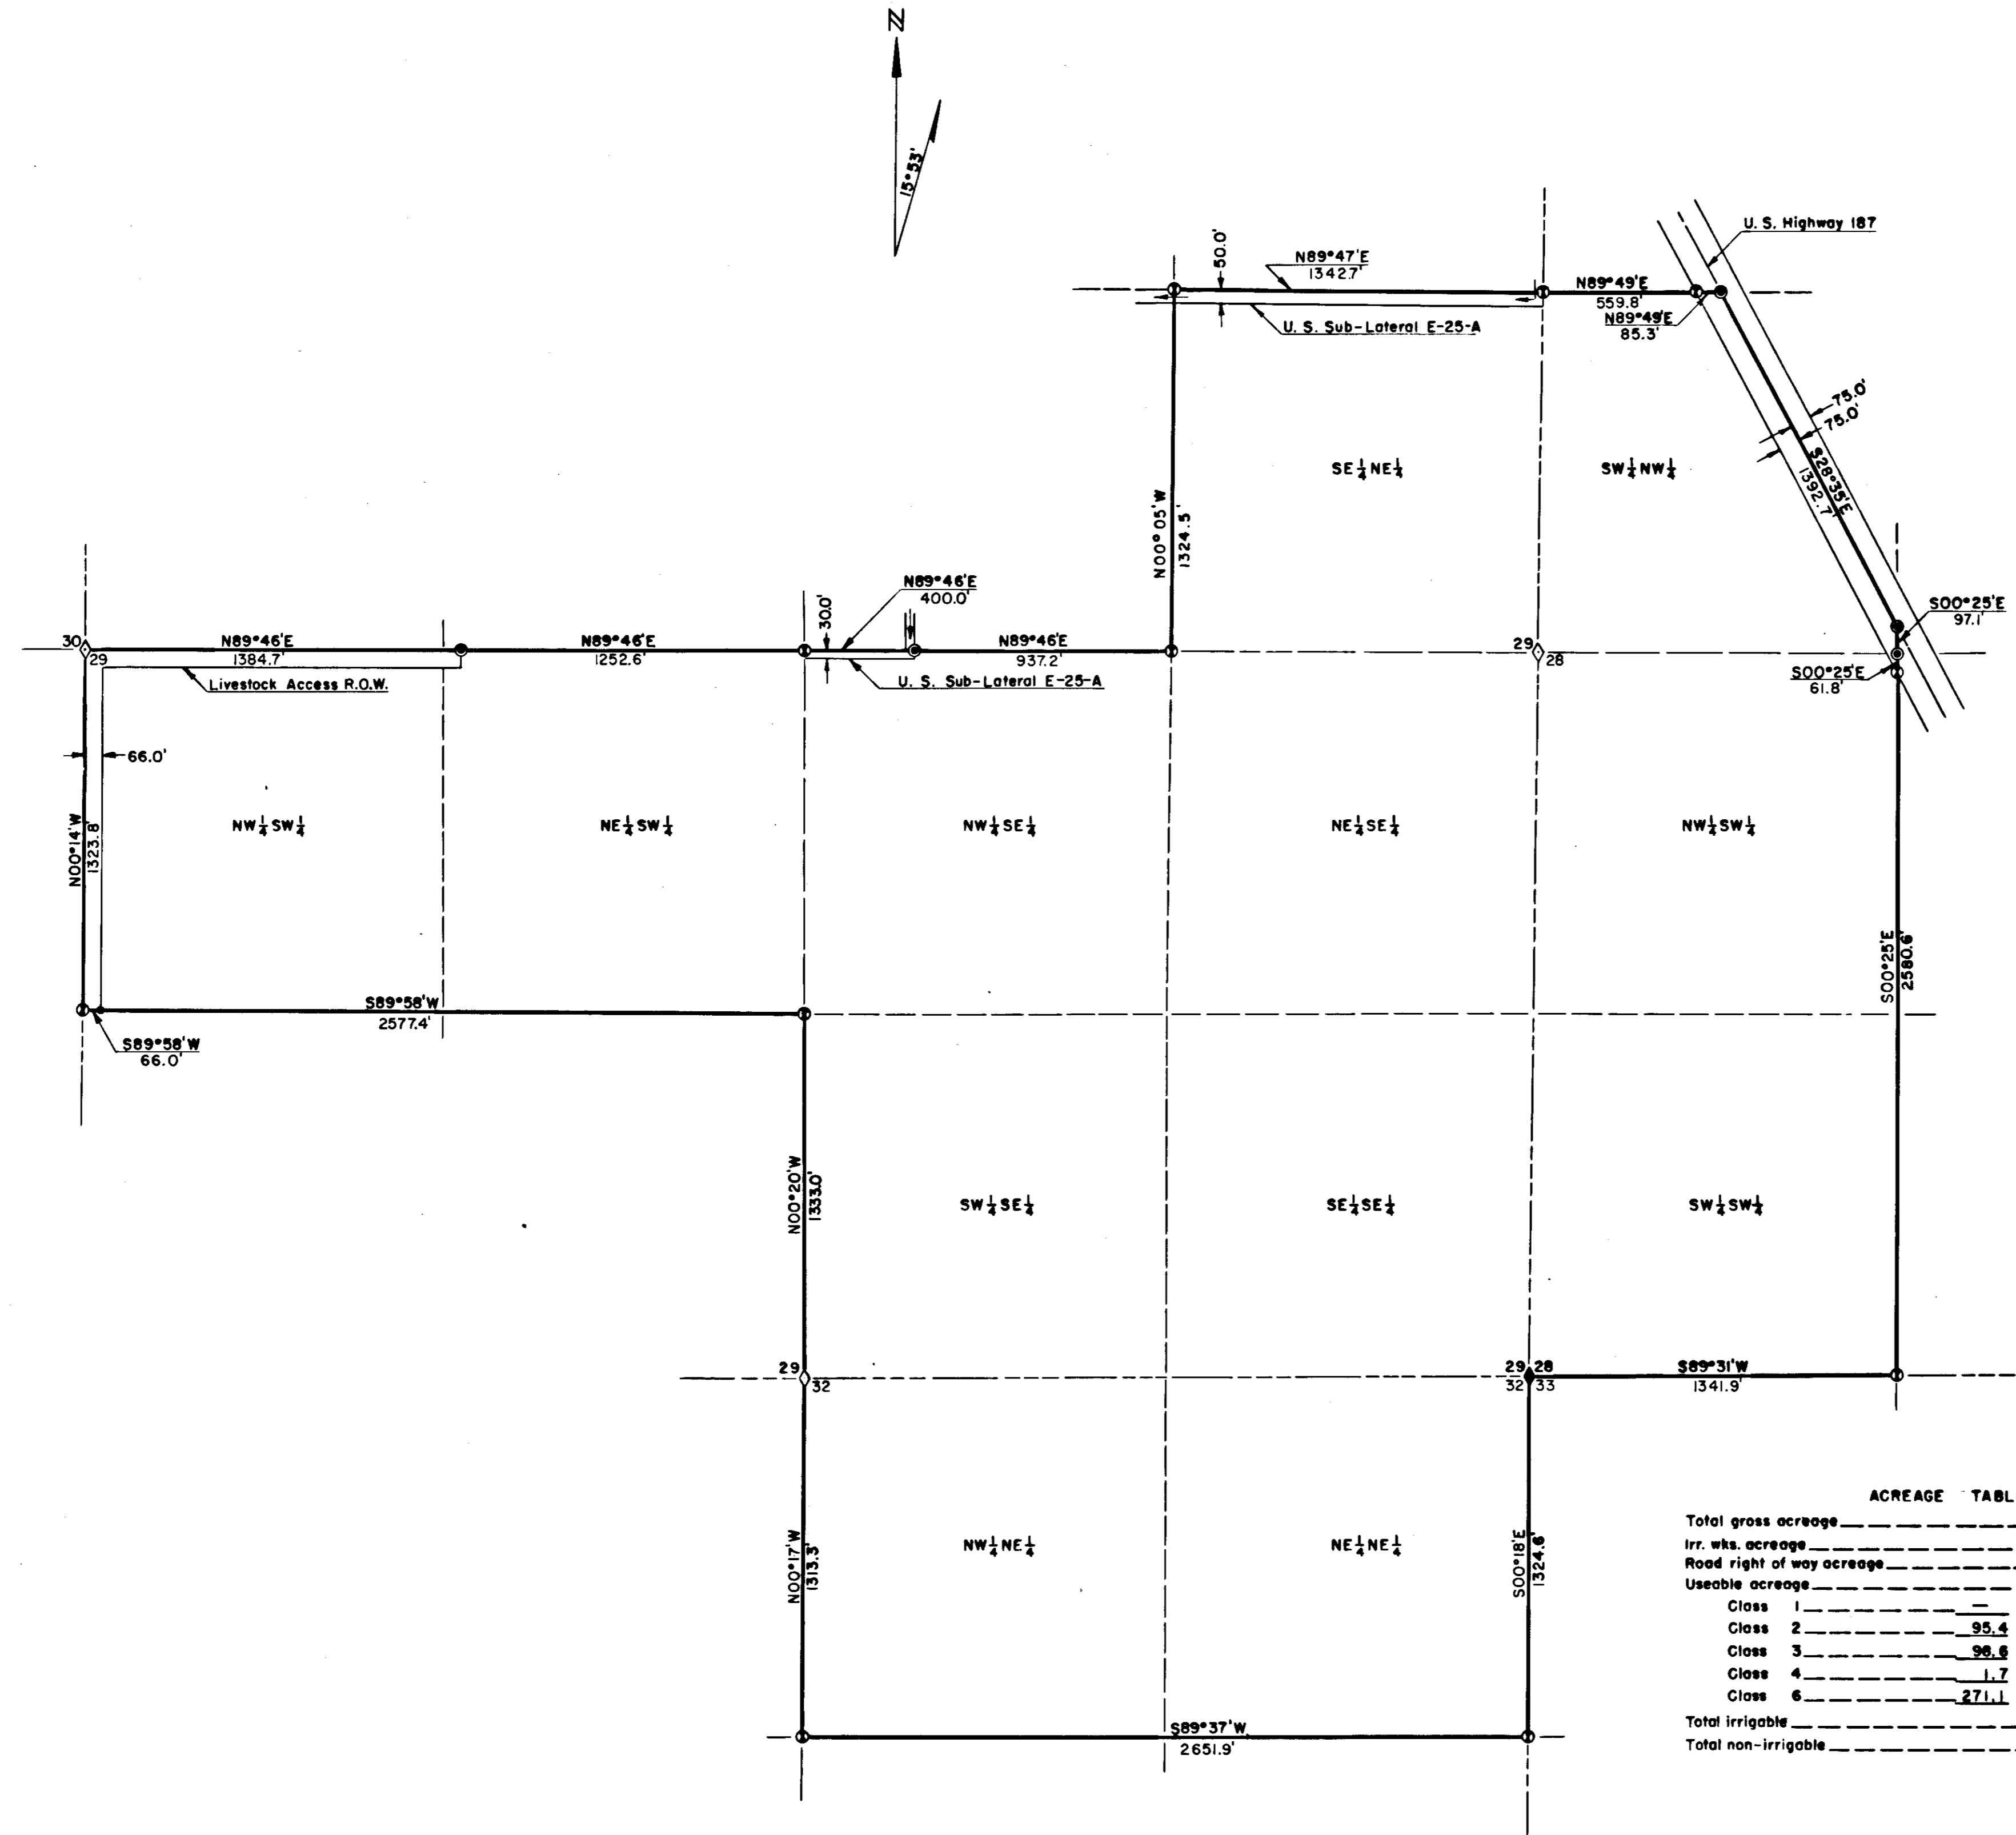 N
15°53'
U. S. Highway 187
50.0'
N89°47'E
1342.7'
N89°49'E
559.8'
N89°49'E
85.3'
U. S. Sub-Lateral E-25-A
75.0'
75.0'
S28°35'E
1392.7'
SE¼NE¼
SW¼NW¼
N00°05'W
1324.5'
N89°46'E
400.0'
30.0'
S00°25'E
97.1'
30
29
N89°46'E
1384.7'
N89°46'E
1252.6'
N89°46'E
937.2'
29
28
S00°25'E
61.8'
Livestock Access R.O.W.
U. S. Sub-Lateral E-25-A
66.0'
N00°14'W
1323.8'
NW¼SW¼
NE¼SW¼
NW¼SE¼
NE¼SE¼
NW¼SW¼
S00°25'E
2580.6'
S89°58'W
2577.4'
S89°58'W
66.0'
N00°20'W
1333.0'
SW¼SE¼
SE¼SE¼
SW¼SW¼
29
32
29 28
32 33
S89°31'W
1341.9'
N00°17'W
1313.3'
NW¼NE¼
NE¼NE¼
S00°18'E
1324.6'
S89°37'W
2651.9'
ACREAGE TABL
Total gross acreage
Irr. wks. acreage
Road right of way acreage
Useable acreage
Class 1 —
Class 2 95.4
Class 3
Class 4 1.7
Class 6 271.1
Total irrigable
Total non-irrigable